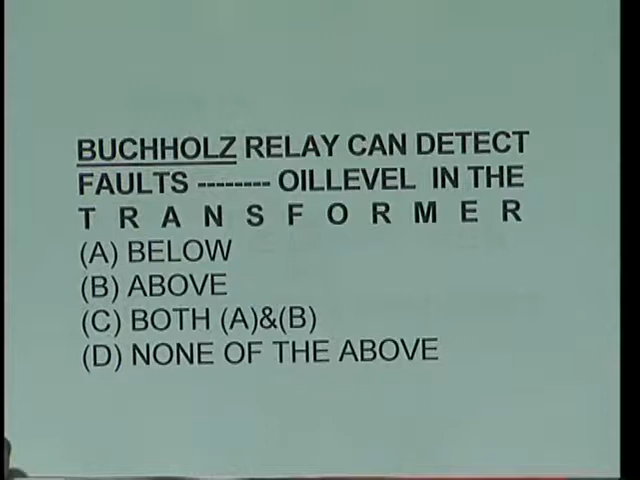 BUCHHOLZ RELAY CAN DETECT
FAULTS -------- OILLEVEL IN THE
T R A N S F O R M E R
(A) BELOW
(B) ABOVE
(C) BOTH (A)&(B)
(D) NONE OF THE ABOVE